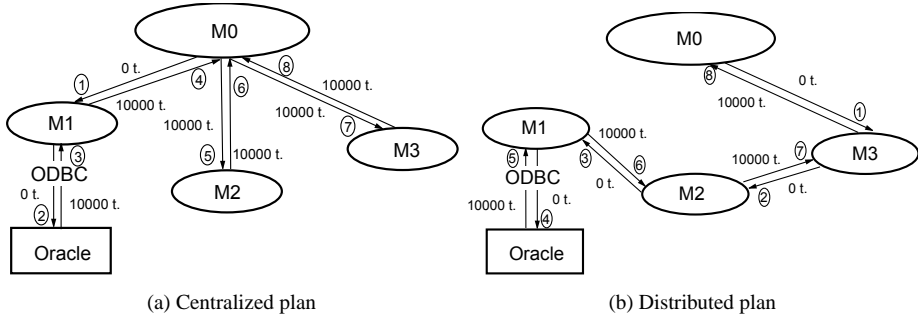 M0
0 t.
①
④
⑥
⑧
10000 t.
10000 t.
10000 t.
10000 t.
10000 t.
⑦
M1
M3
③
⑤
M2
ODBC
0 t.
②
10000 t.
Oracle
(a) Centralized plan
M0
⑧
0 t.
10000 t.
①
M1
10000 t.
③
⑥
10000 t.
⑦
M3
⑤
ODBC
0 t.
M2
②
0 t.
10000 t.
④
0 t.
Oracle
(b) Distributed plan